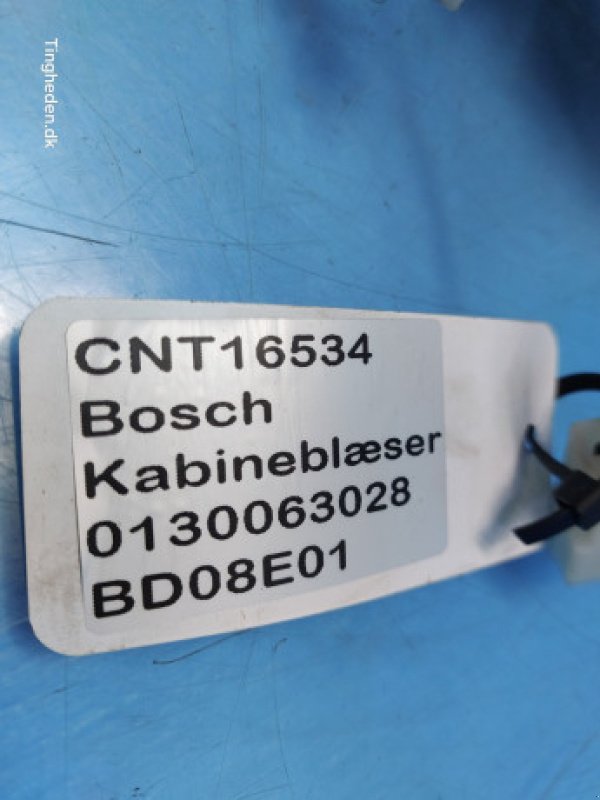 Tingheden.dk
CNT16534
Bosch
Kabineblæser
0130063028
BD08E01